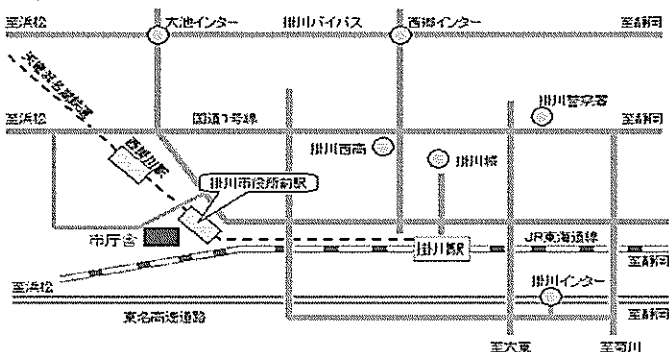 至浜松
大池インター
掛川バイパス
西郷インター
至静岡
天竜浜名湖鉄道
至浜松
国道1号線
掛川警察署
至静岡
西掛川駅
掛川西高
掛川城
掛川市役所前駅
市庁舎
掛川駅
JR東海道線
至静岡
至浜松
掛川インター
東名高速道路
至静岡
至大東
至菊川